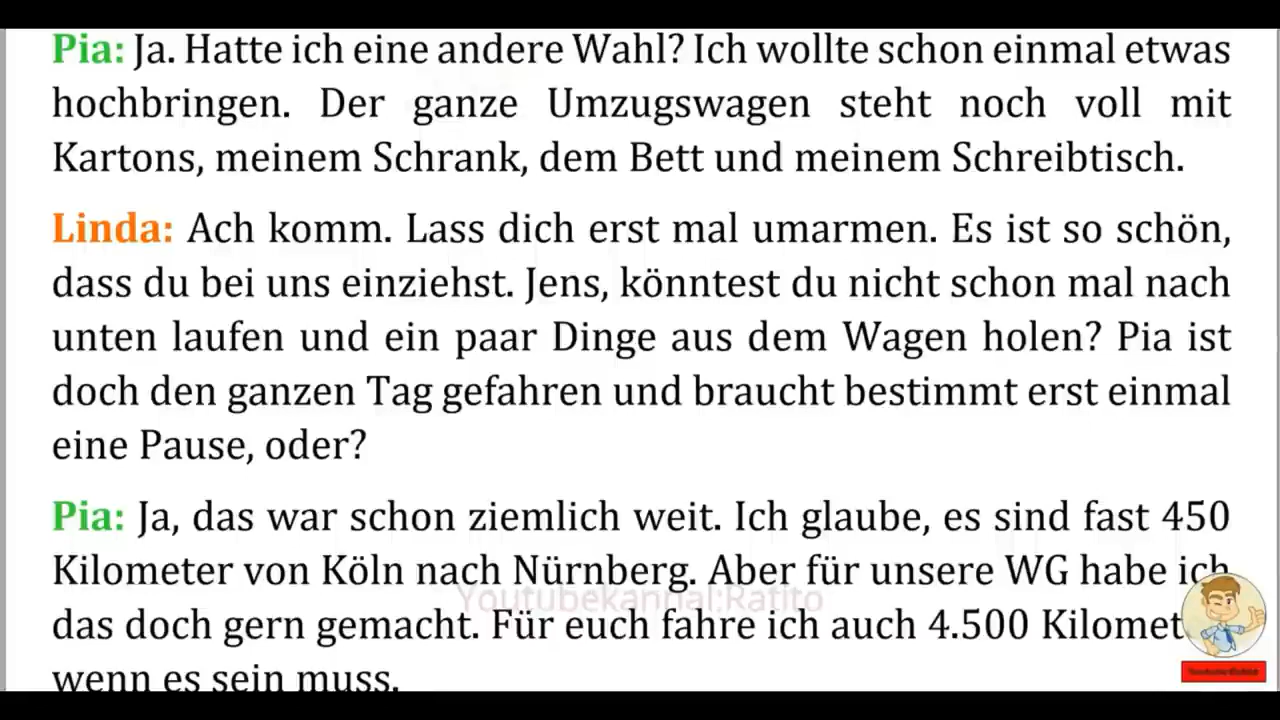 Pia: Ja. Hatte ich eine andere Wahl? Ich wollte schon einmal etwas
hochbringen. Der ganze Umzugswagen steht noch voll mit
Kartons, meinem Schrank, dem Bett und meinem Schreibtisch.
Linda: Ach komm. Lass dich erst mal umarmen. Es ist so schön,
dass du bei uns einziehst. Jens, könntest du nicht schon mal nach
unten laufen und ein paar Dinge aus dem Wagen holen? Pia ist
doch den ganzen Tag gefahren und braucht bestimmt erst einmal
eine Pause, oder?
Pia: Ja, das war schon ziemlich weit. Ich glaube, es sind fast 450
Kilometer von Köln nach Nürnberg. Aber für unsere WG habe ich
Youtubekannal:Ratito
das doch gern gemacht. Für euch fahre ich auch 4.500 Kilomet
wenn es sein muss.